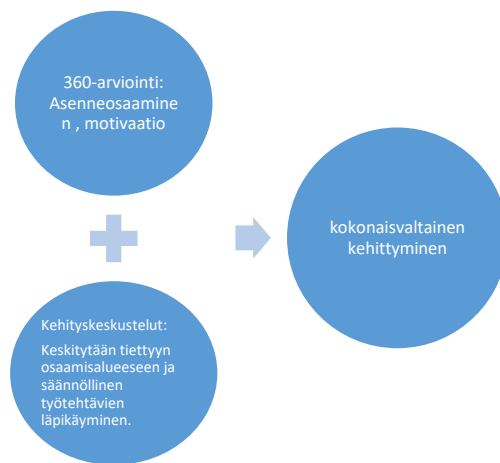 360-arviointi:
Asenneosaamine
n , motivaatio
kokonaisvaltainen
kehittyminen
Kehityskeskustelut:
Keskitytään tiettyyn
osaamisalueeseen ja
säännöllinen
työtehtävien
läpikäyminen.